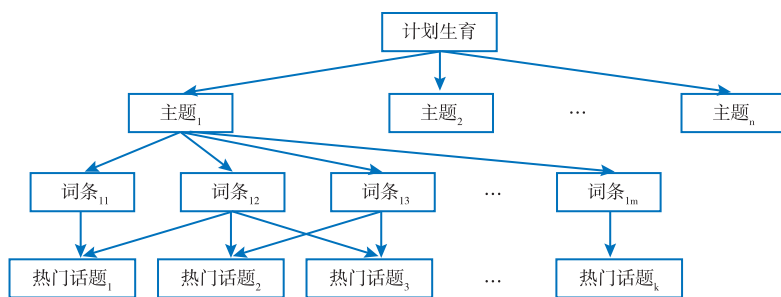 计划生育
主题1 主题2 … 主题n
词条11 词条12 词条13 … 词条1m
热门话题1 热门话题2 热门话题3 … 热门话题k